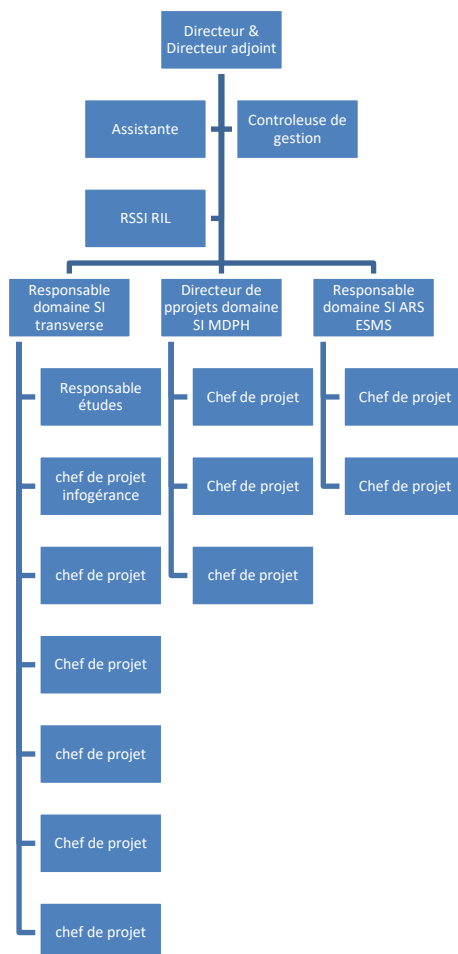 Directeur &
Directeur adjoint
Assistante
Controleuse de
gestion
RSSI RIL
Responsable
domaine SI
transverse
Directeur de
pprojets domaine
SI MDPH
Responsable
domaine SI ARS
ESMS
Responsable
études
chef de projet
infogérance
chef de projet
Chef de projet
chef de projet
Chef de projet
chef de projet
Chef de projet
Chef de projet
chef de projet
Chef de projet
Chef de projet